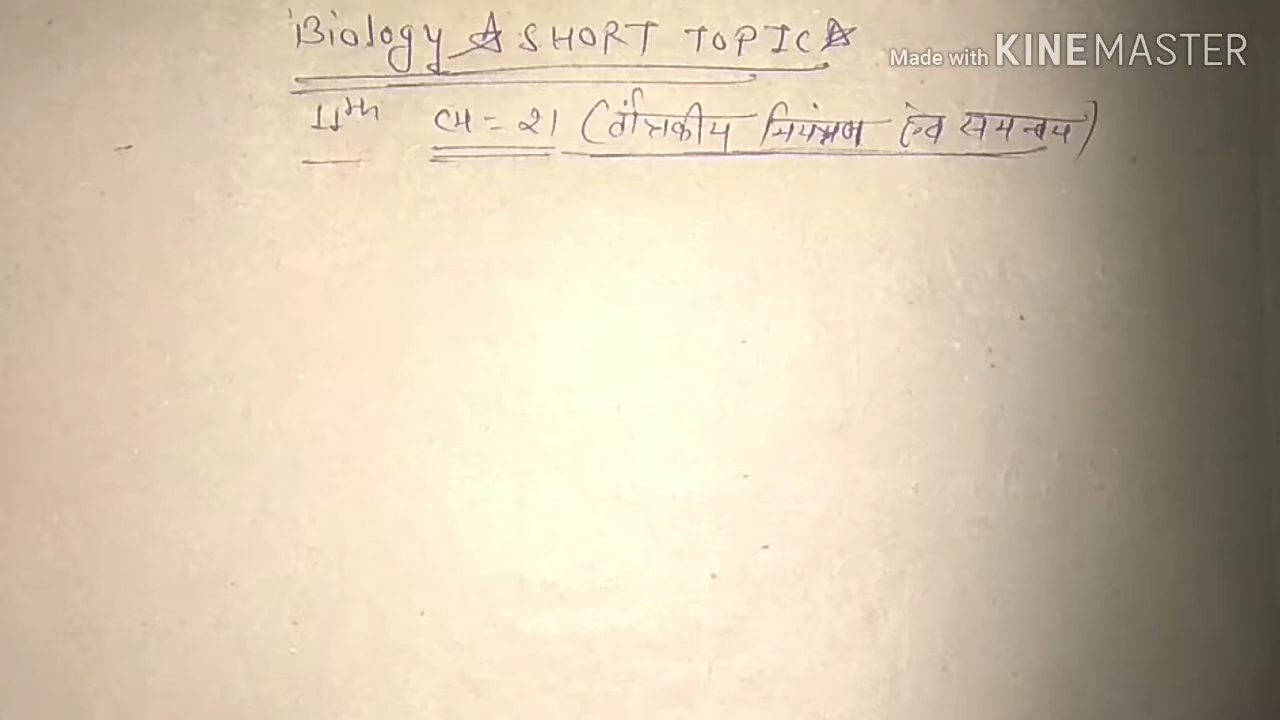 Biology ☆ SHORT TOPIC ☆
Made with KINEMASTER
11th CH = 21 (तंत्रिकीय नियंत्रण एवं समन्वय)